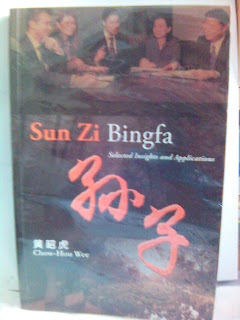 Sun Zi Bingfa
Selected Insights and Applications
孙子
黄昭虎
Chow-Hou Wee